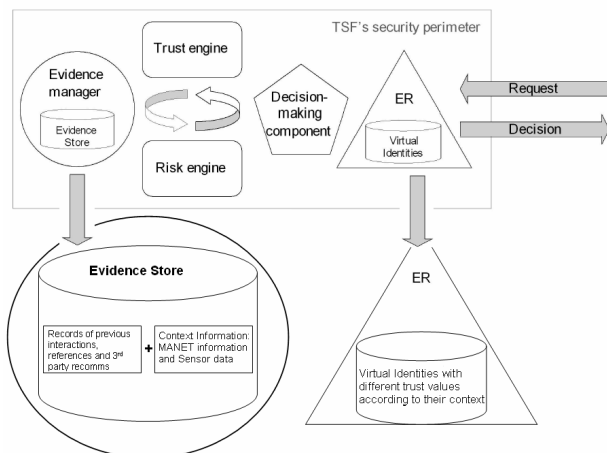 TSF's security perimeter
Trust engine
Evidence
manager
Evidence
Store
Risk engine
Decision-
making
component
ER
Virtual
Identities
Request
Decision
Evidence Store
Records of previous
interactions,
references and 3rd
party recomms
+
Context Information:
MANET information
and Sensor data
ER
Virtual Identities with
different trust values
according to their context